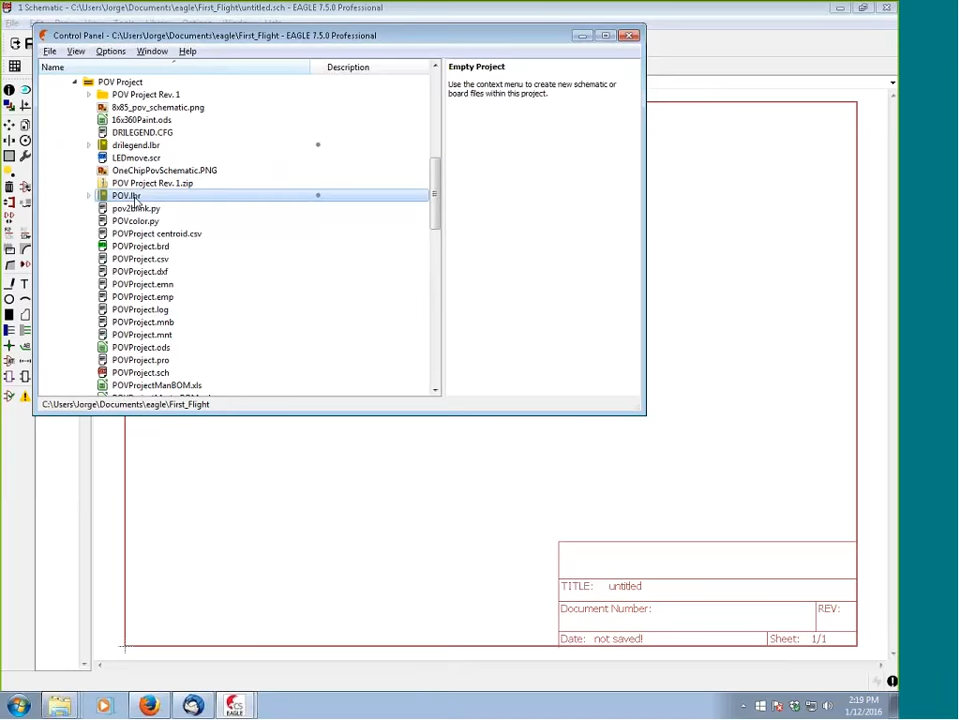 1 Schematic - C:\Users\Jorge\Documents\eagle\First_Flight\untitled.sch - EAGLE 7.5.0 Professional
Control Panel - C:\Users\Jorge\Documents\eagle\First_Flight - EAGLE 7.5.0 Professional
File View Options Window Help
Name Description
POV Project
POV Project Rev. 1
8x85_pov_schematic.png
16x360Paint.ods
DRILEGEND.CFG
drilegend.lbr
LEDmove.scr
OneChipPovSchematic.PNG
POV Project Rev. 1.zip
POV.lbr
pov2blink.py
POVcolor.py
POVProject centroid.csv
POVProject.brd
POVProject.csv
POVProject.dxf
POVProject.emn
POVProject.emp
POVProject.log
POVProject.mnb
POVProject.mnt
POVProject.ods
POVProject.pro
POVProject.sch
POVProjectManBOM.xls
Empty Project
Use the context menu to create new schematic or
board files within this project.
C:\Users\Jorge\Documents\eagle\First_Flight
TITLE: untitled
Document Number:
REV:
Date: not saved!
Sheet: 1/1
CS
EAGLE
2:19 PM
1/12/2016